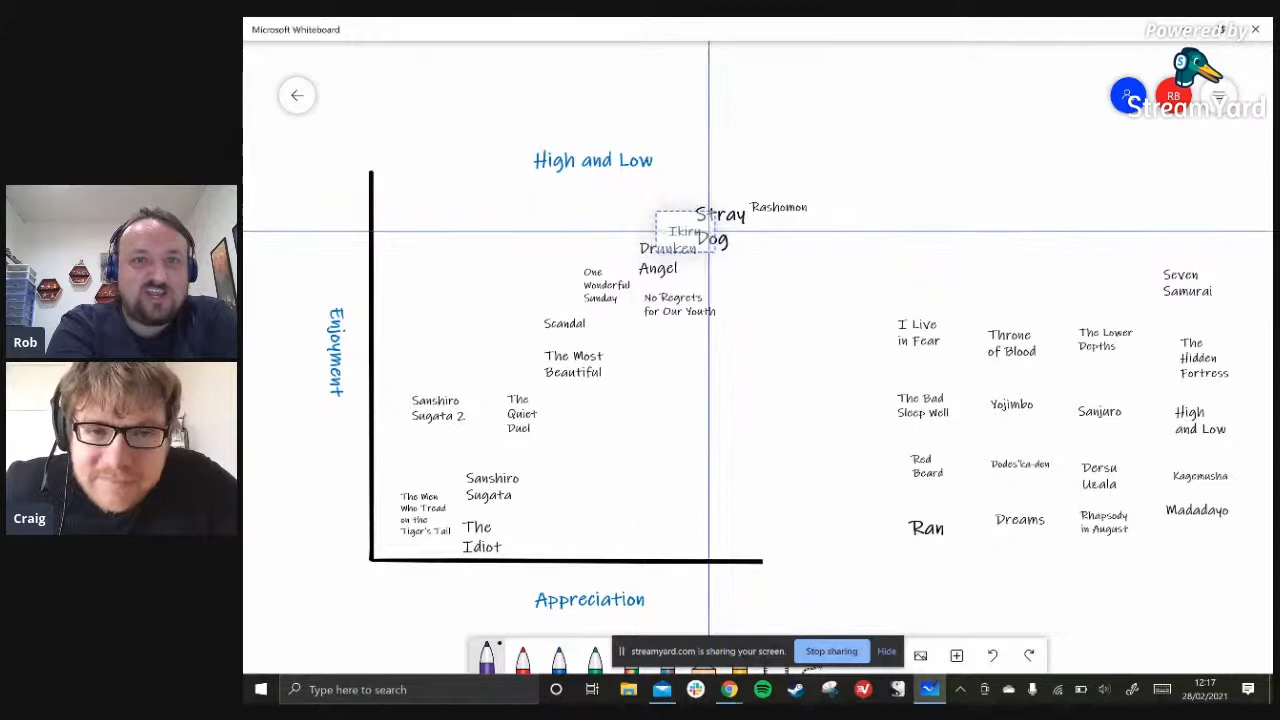 Microsoft Whiteboard
Powered by
StreamYard
RB
High and Low
Stray
Dog
Rashomon
Ikiru
Drunken
Angel
One
Wonderful
Sunday
No Regrets
for Our Youth
Scandal
The Most
Beautiful
Sanshiro
Sugata 2
The
Quiet
Duel
Sanshiro
Sugata
The Men
Who Tread
on the
Tiger's Tail
The
Idiot
Enjoyment
Appreciation
Seven
Samurai
I Live
in Fear
Throne
of Blood
The Lower
Depths
The
Hidden
Fortress
The Bad
Sleep Well
Yojimbo
Sanjaro
High
and Low
Red
Beard
Dodes'ka-den
Dersu
Uzala
Kagemusha
Ran
Dreams
Rhapsody
in August
Madadayo
Rob
Craig
streamyard.com is sharing your screen.
Stop sharing
Hide
Type here to search
12:17
28/02/2021